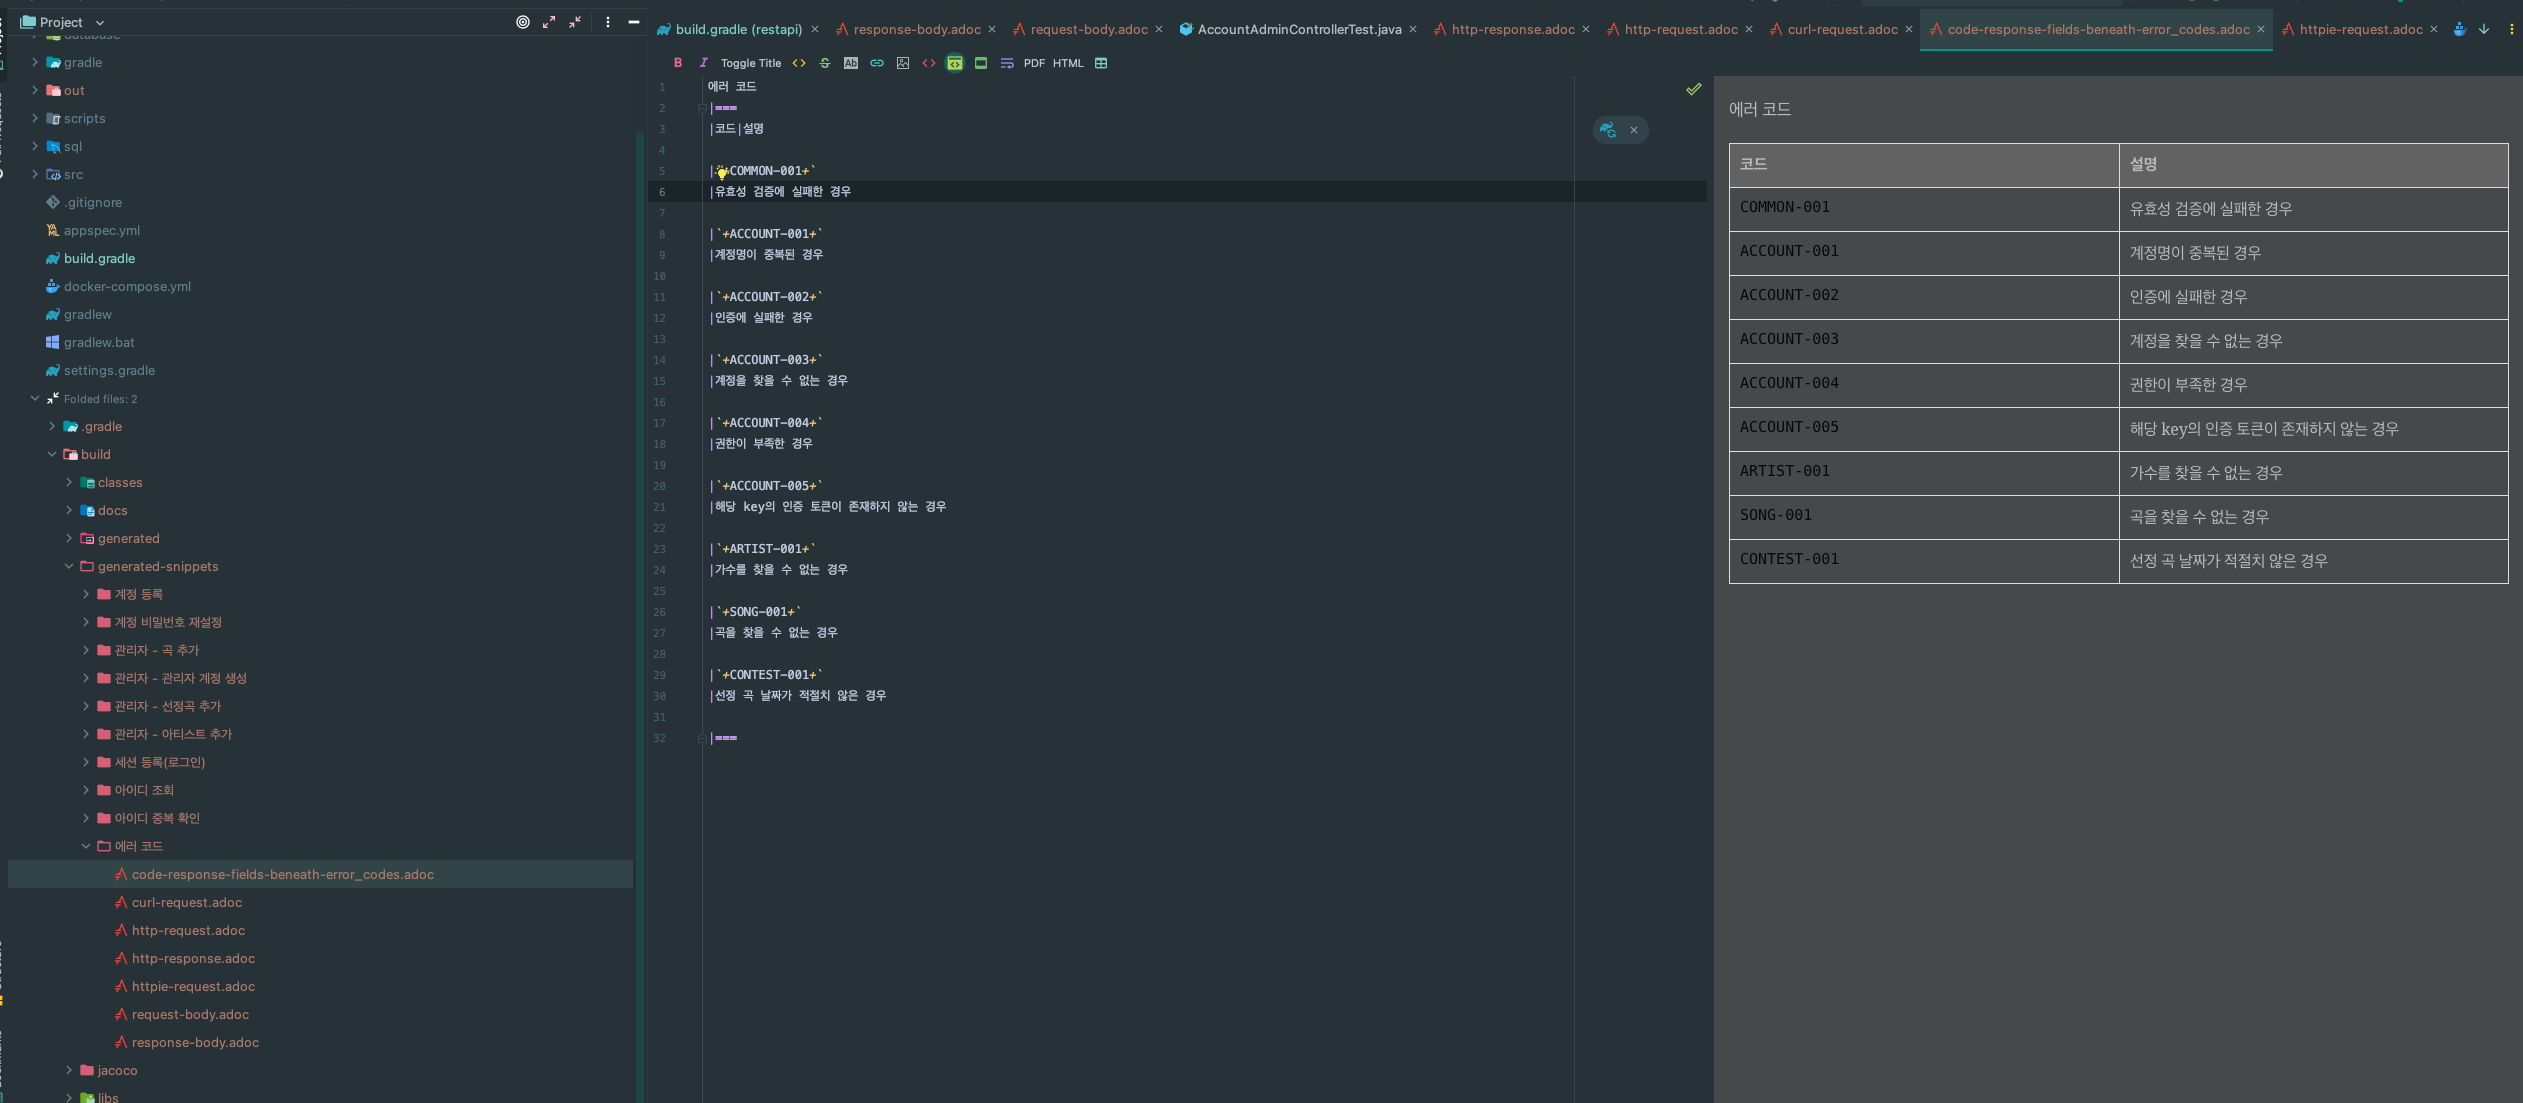 Project
build.gradle (restapi)
response-body.adoc
request-body.adoc
AccountAdminControllerTest.java
http-response.adoc
http-request.adoc
curl-request.adoc
code-response-fields-beneath-error_codes.adoc
httpie-request.adoc
B I Toggle Title Ab PDF HTML
database
gradle
out
scripts
sql
src
.gitignore
appspec.yml
build.gradle
docker-compose.yml
gradlew
gradlew.bat
settings.gradle
Folded files: 2
.gradle
build
classes
docs
generated
generated-snippets
계정 등록
계정 비밀번호 재설정
관리자 - 곡 추가
관리자 - 관리자 계정 생성
관리자 - 선정곡 추가
관리자 - 아티스트 추가
세션 등록(로그인)
아이디 조회
아이디 중복 확인
에러 코드
code-response-fields-beneath-error_codes.adoc
curl-request.adoc
http-request.adoc
http-response.adoc
httpie-request.adoc
request-body.adoc
response-body.adoc
jacoco
libs
1 에러 코드
2 |===
3 |코드|설명
4
5 |COMMON-001+`
6 |유효성 검증에 실패한 경우
7
8 |`+ACCOUNT-001+`
9 |계정명이 중복된 경우
10
11 |`+ACCOUNT-002+`
12 |인증에 실패한 경우
13
14 |`+ACCOUNT-003+`
15 |계정을 찾을 수 없는 경우
16
17 |`+ACCOUNT-004+`
18 |권한이 부족한 경우
19
20 |`+ACCOUNT-005+`
21 |해당 key의 인증 토큰이 존재하지 않는 경우
22
23 |`+ARTIST-001+`
24 |가수를 찾을 수 없는 경우
25
26 |`+SONG-001+`
27 |곡을 찾을 수 없는 경우
28
29 |`+CONTEST-001+`
30 |선정 곡 날짜가 적절치 않은 경우
31
32 |===
에러 코드
코드 설명
COMMON-001 유효성 검증에 실패한 경우
ACCOUNT-001 계정명이 중복된 경우
ACCOUNT-002 인증에 실패한 경우
ACCOUNT-003 계정을 찾을 수 없는 경우
ACCOUNT-004 권한이 부족한 경우
ACCOUNT-005 해당 key의 인증 토큰이 존재하지 않는 경우
ARTIST-001 가수를 찾을 수 없는 경우
SONG-001 곡을 찾을 수 없는 경우
CONTEST-001 선정 곡 날짜가 적절치 않은 경우